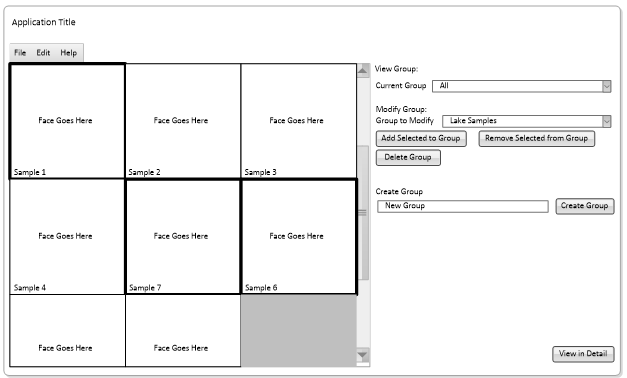 Application Title
File Edit Help
Face Goes Here
Sample 1
Face Goes Here
Sample 2
Face Goes Here
Sample 3
Face Goes Here
Sample 4
Face Goes Here
Sample 7
Face Goes Here
Sample 6
Face Goes Here
Face Goes Here
View Group:
Current Group All
Modify Group:
Group to Modify Lake Samples
Add Selected to Group Remove Selected from Group
Delete Group
Create Group
New Group Create Group
View in Detail